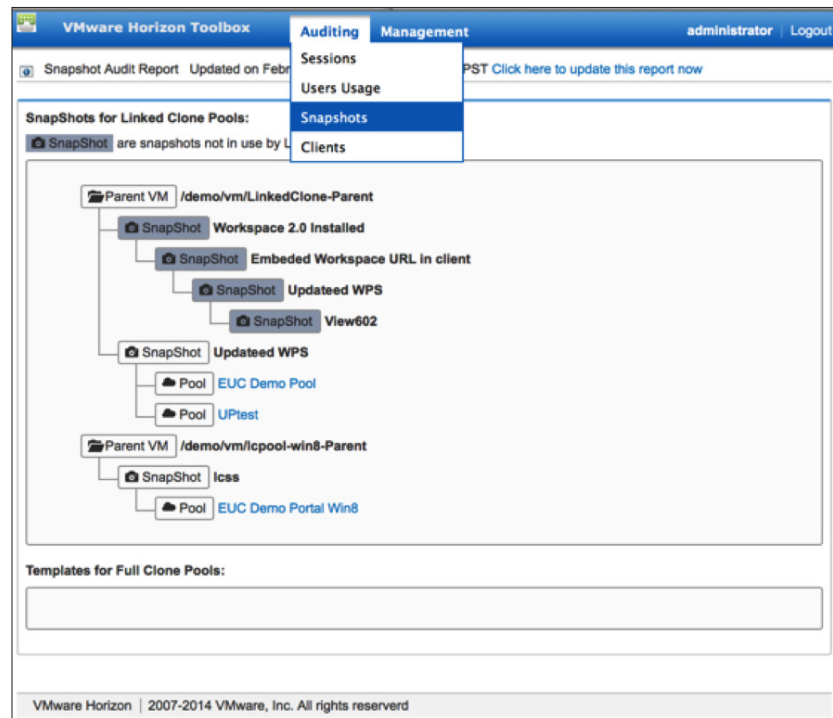 VMware Horizon Toolbox Auditing Management administrator | Logout
Sessions
Snapshot Audit Report Updated on Febr PST Click here to update this report now
Users Usage
SnapShots for Linked Clone Pools:
Snapshots
SnapShot are snapshots not in use by L
Clients
Parent VM /demo/vm/LinkedClone-Parent
SnapShot Workspace 2.0 Installed
SnapShot Embeded Workspace URL in client
SnapShot Updateed WPS
SnapShot View602
SnapShot Updateed WPS
Pool EUC Demo Pool
Pool UPtest
Parent VM /demo/vm/lcpool-win8-Parent
SnapShot lcss
Pool EUC Demo Portal Win8
Templates for Full Clone Pools:
VMware Horizon | 2007-2014 VMware, Inc. All rights reserverd